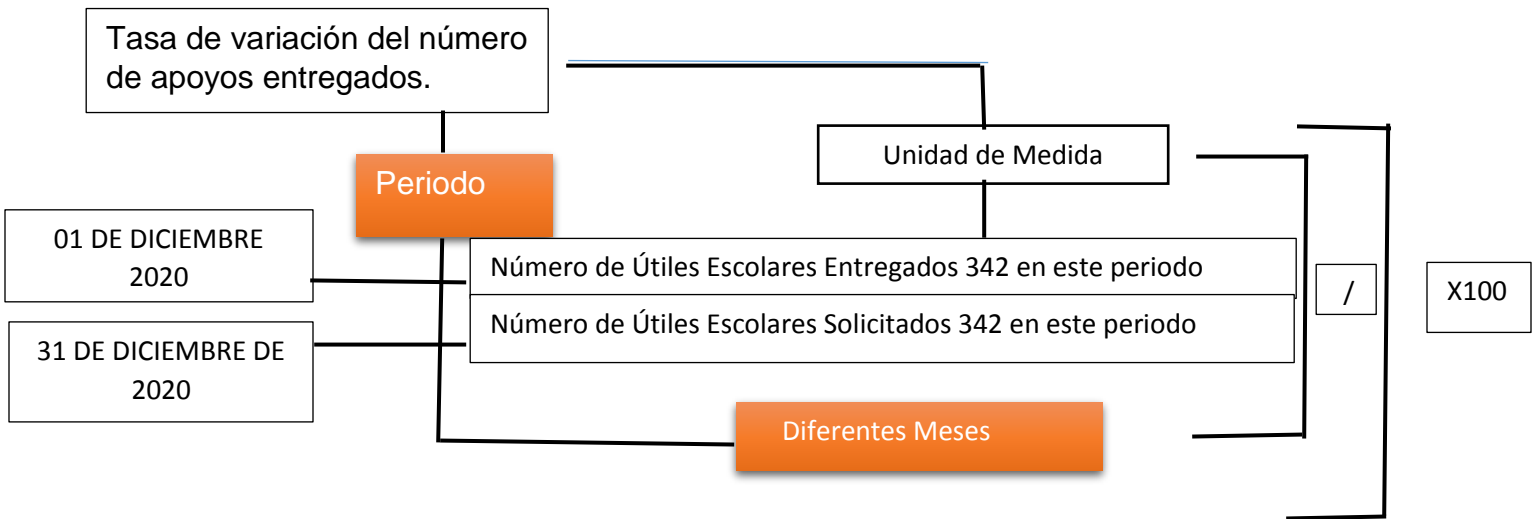 Tasa de variación del número
de apoyos entregados.
Unidad de Medida
Periodo
01 DE DICIEMBRE
2020
Número de Útiles Escolares Entregados 342 en este periodo
/
X100
Número de Útiles Escolares Solicitados 342 en este periodo
31 DE DICIEMBRE DE
2020
Diferentes Meses